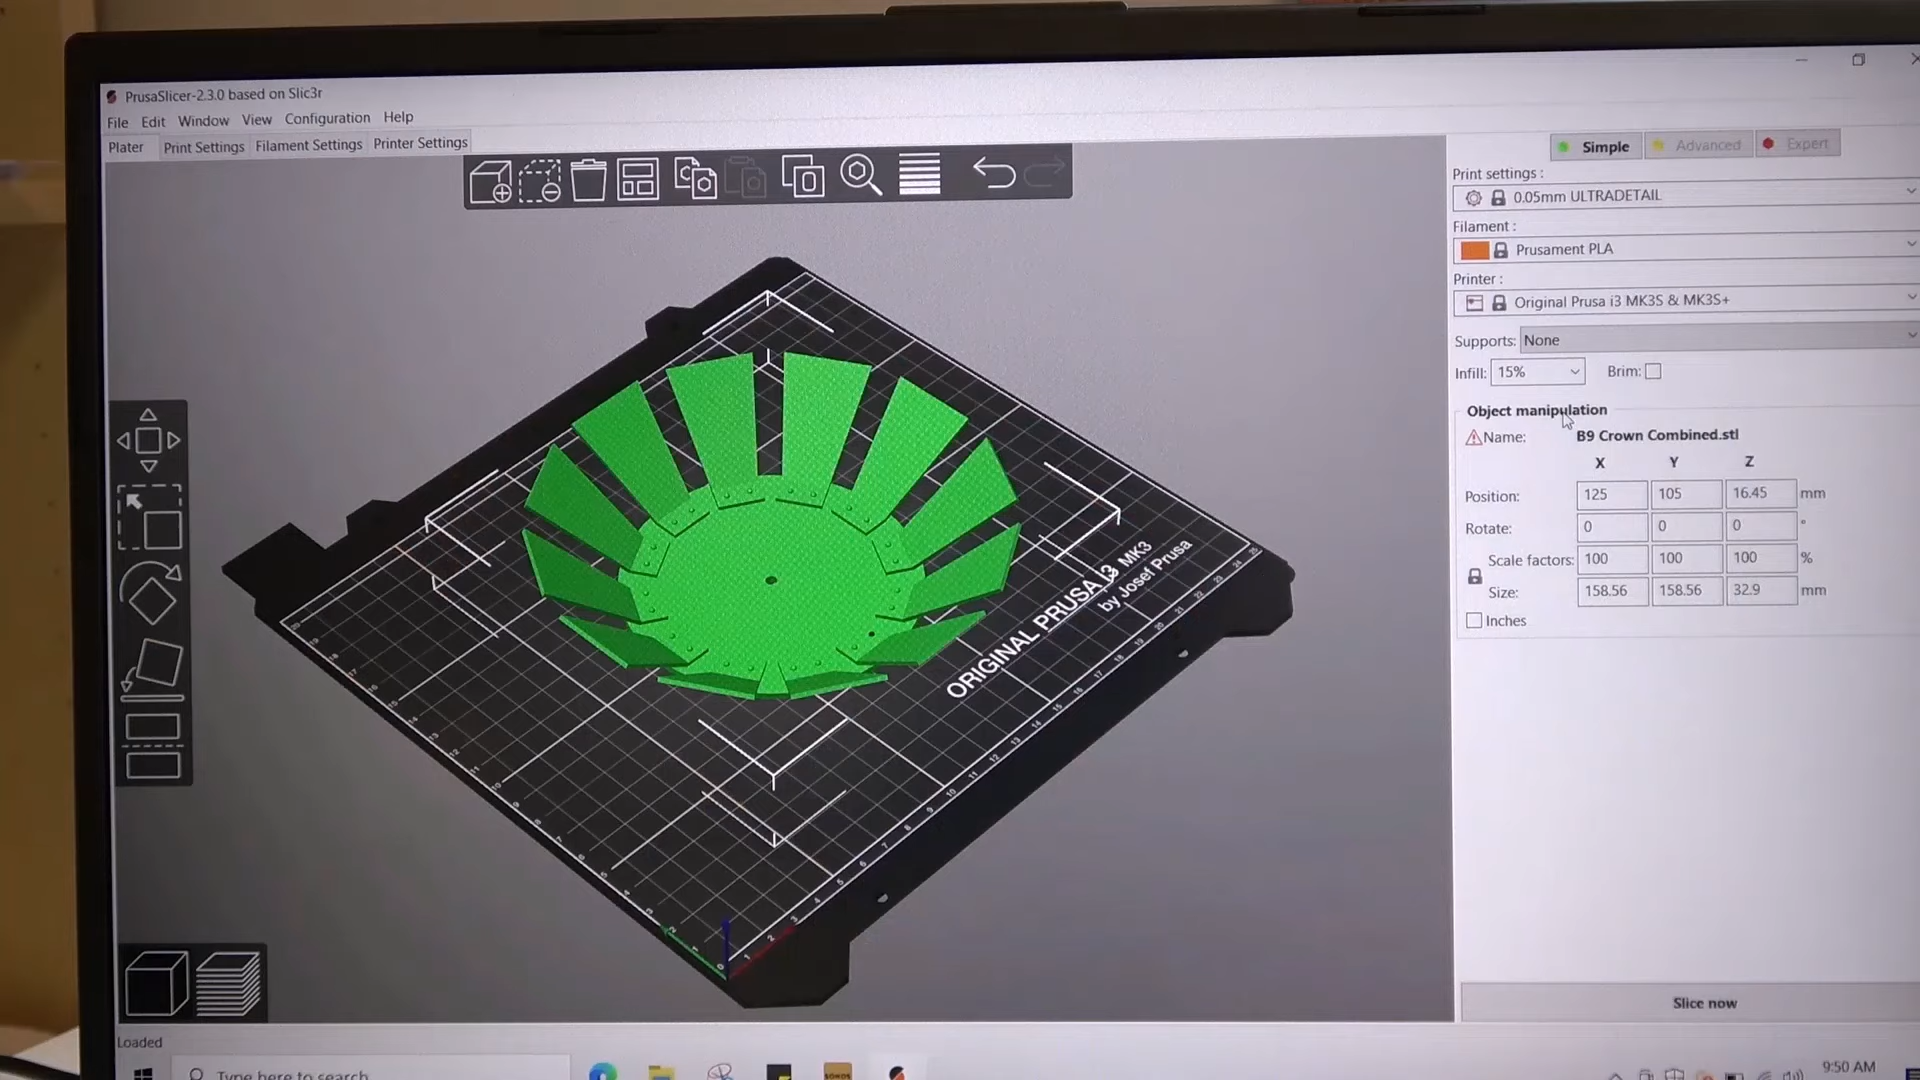 PrusaSlicer-2.3.0 based on Slic3r
File Edit Window View Configuration Help
Plater Print Settings Filament Settings Printer Settings
Simple Advanced Expert
Print settings :
0.05mm ULTRADETAIL
Filament :
Prusament PLA
Printer :
Original Prusa i3 MK3S & MK3S+
Supports: None
Infill: 15% Brim:
Object manipulation
Name: B9 Crown Combined.stl
X Y Z
Position: 125 105 16.45 mm
Rotate: 0 0 0 °
Scale factors: 100 100 100 %
Size: 158.56 158.56 32.9 mm
Inches
ORIGINAL PRUSA i3 MK3
by Josef Prusa
Slice now
Loaded
Type here to search
SONOS
9:50 AM